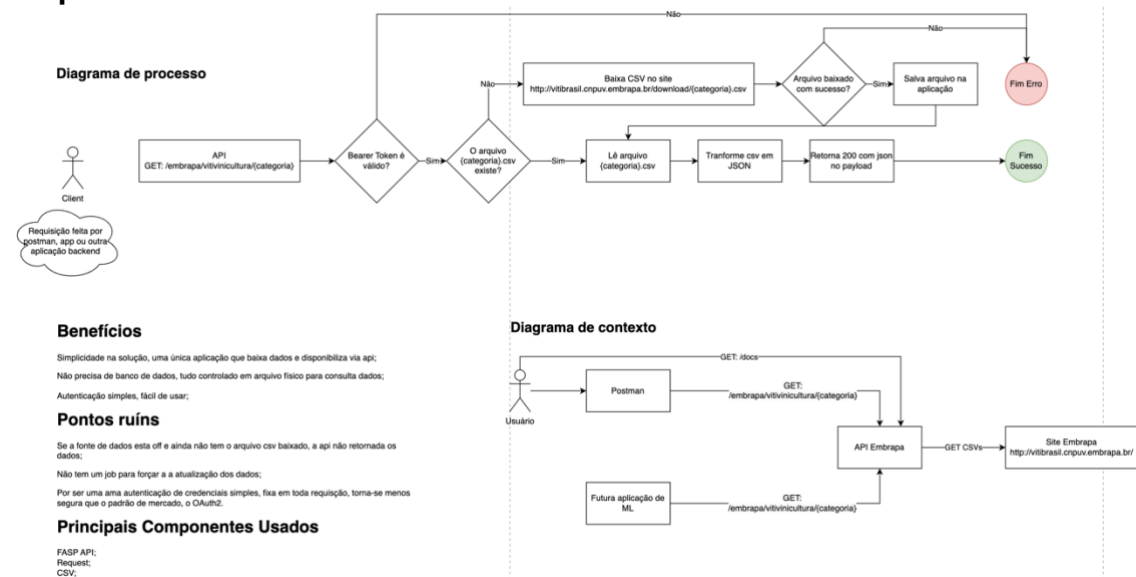 Não
Não
Diagrama de processo
Não
Baixa CSV no site
http://vitibrasil.cnpuv.embrapa.br/download/{categoria}.csv
Arquivo baixado
com sucesso?
Sim
Salva arquivo na
aplicação
Fim Erro
API
GET: /embrapa/vitivinicultura/{categoria}
Bearer Token é
válido?
Sim
O arquivo
{categoria}.csv
existe?
Sim
Lê arquivo
{categoria}.csv
Tranforme csv em
JSON
Retorna 200 com json
no payload
Fim
Sucesso
Client
Requisição feita por
postman, app ou outra
aplicação backend
Benefícios
Simplicidade na solução, uma única aplicação que baixa dados e disponibiliza via api;
Não precisa de banco de dados, tudo controlado em arquivo físico para consulta dados;
Autenticação simples, fácil de usar;
Pontos ruíns
Se a fonte de dados esta off e ainda não tem o arquivo csv baixado, a api não retornada os
dados;
Não tem um job para forçar a a atualização dos dados;
Por ser uma ama autenticação de credenciais simples, fixa em toda requisção, torna-se menos
segura que o padrão de mercado, o OAuth2.
Principais Componentes Usados
FASP API;
Request;
CSV;
Diagrama de contexto
GET: /docs
Usuário
Postman
GET:
/embrapa/vitivinicultura/{categoria}
API Embrapa
GET CSVs
Site Embrapa
http://vitibrasil.cnpuv.embrapa.br/
Futura aplicação de
ML
GET:
/embrapa/vitivinicultura/{categoria}